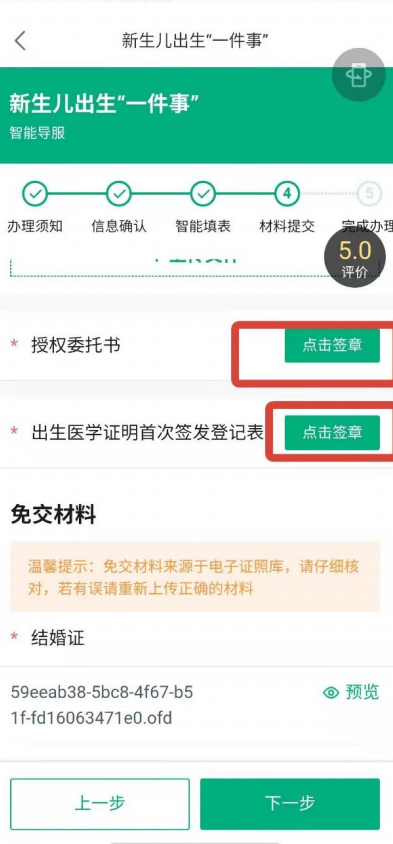 新生儿出生“一件事”
新生儿出生“一件事”
智能导服
4
5
办理须知
信息确认
智能填表
材料提交
完成办理
5.0
评价
* 授权委托书
点击签章
* 出生医学证明首次签发登记表
点击签章
免交材料
温馨提示：免交材料来源于电子证照库，请仔细核
对，若有误请重新上传正确的材料
* 结婚证
59eeab38-5bc8-4f67-b5
1f-fd16063471e0.ofd
预览
上一步
下一步